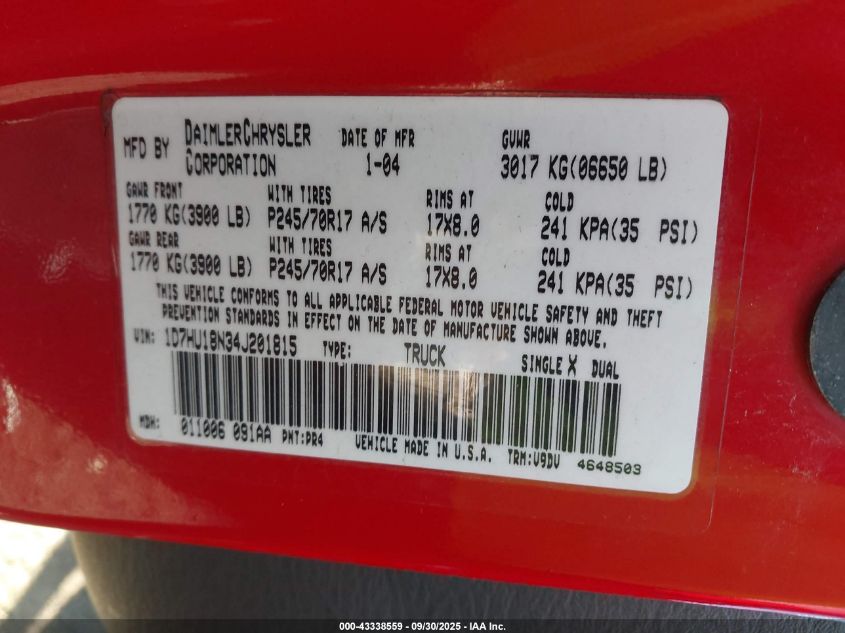 MFD BY DAIMLERCHRYSLER CORPORATION DATE OF MFR 1-04 GVWR 3017 KG(06650 LB)
GAWR FRONT WITH TIRES RIMS AT COLD
1770 KG(3900 LB) P245/70R17 A/S 17X8.0 241 KPA(35 PSI)
GAWR REAR WITH TIRES RIMS AT COLD
1770 KG(3900 LB) P245/70R17 A/S 17X8.0 241 KPA(35 PSI)
THIS VEHICLE CONFORMS TO ALL APPLICABLE FEDERAL MOTOR VEHICLE SAFETY AND THEFT
PREVENTION STANDARDS IN EFFECT ON THE DATE OF MANUFACTURE SHOWN ABOVE.
VIN: 1D7HU18N34J201815 TYPE: TRUCK SINGLE X DUAL
MDH: 011006 091AA PNT:PR4 VEHICLE MADE IN U.S.A. TRM:V9DV 4648503
000-43338559 — 09/30/2025 — IAA Inc.